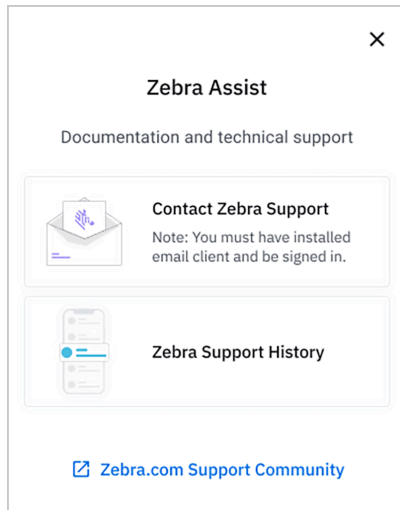 Zebra Assist
Documentation and technical support
Contact Zebra Support
Note: You must have installed
email client and be signed in.
Zebra Support History
Zebra.com Support Community